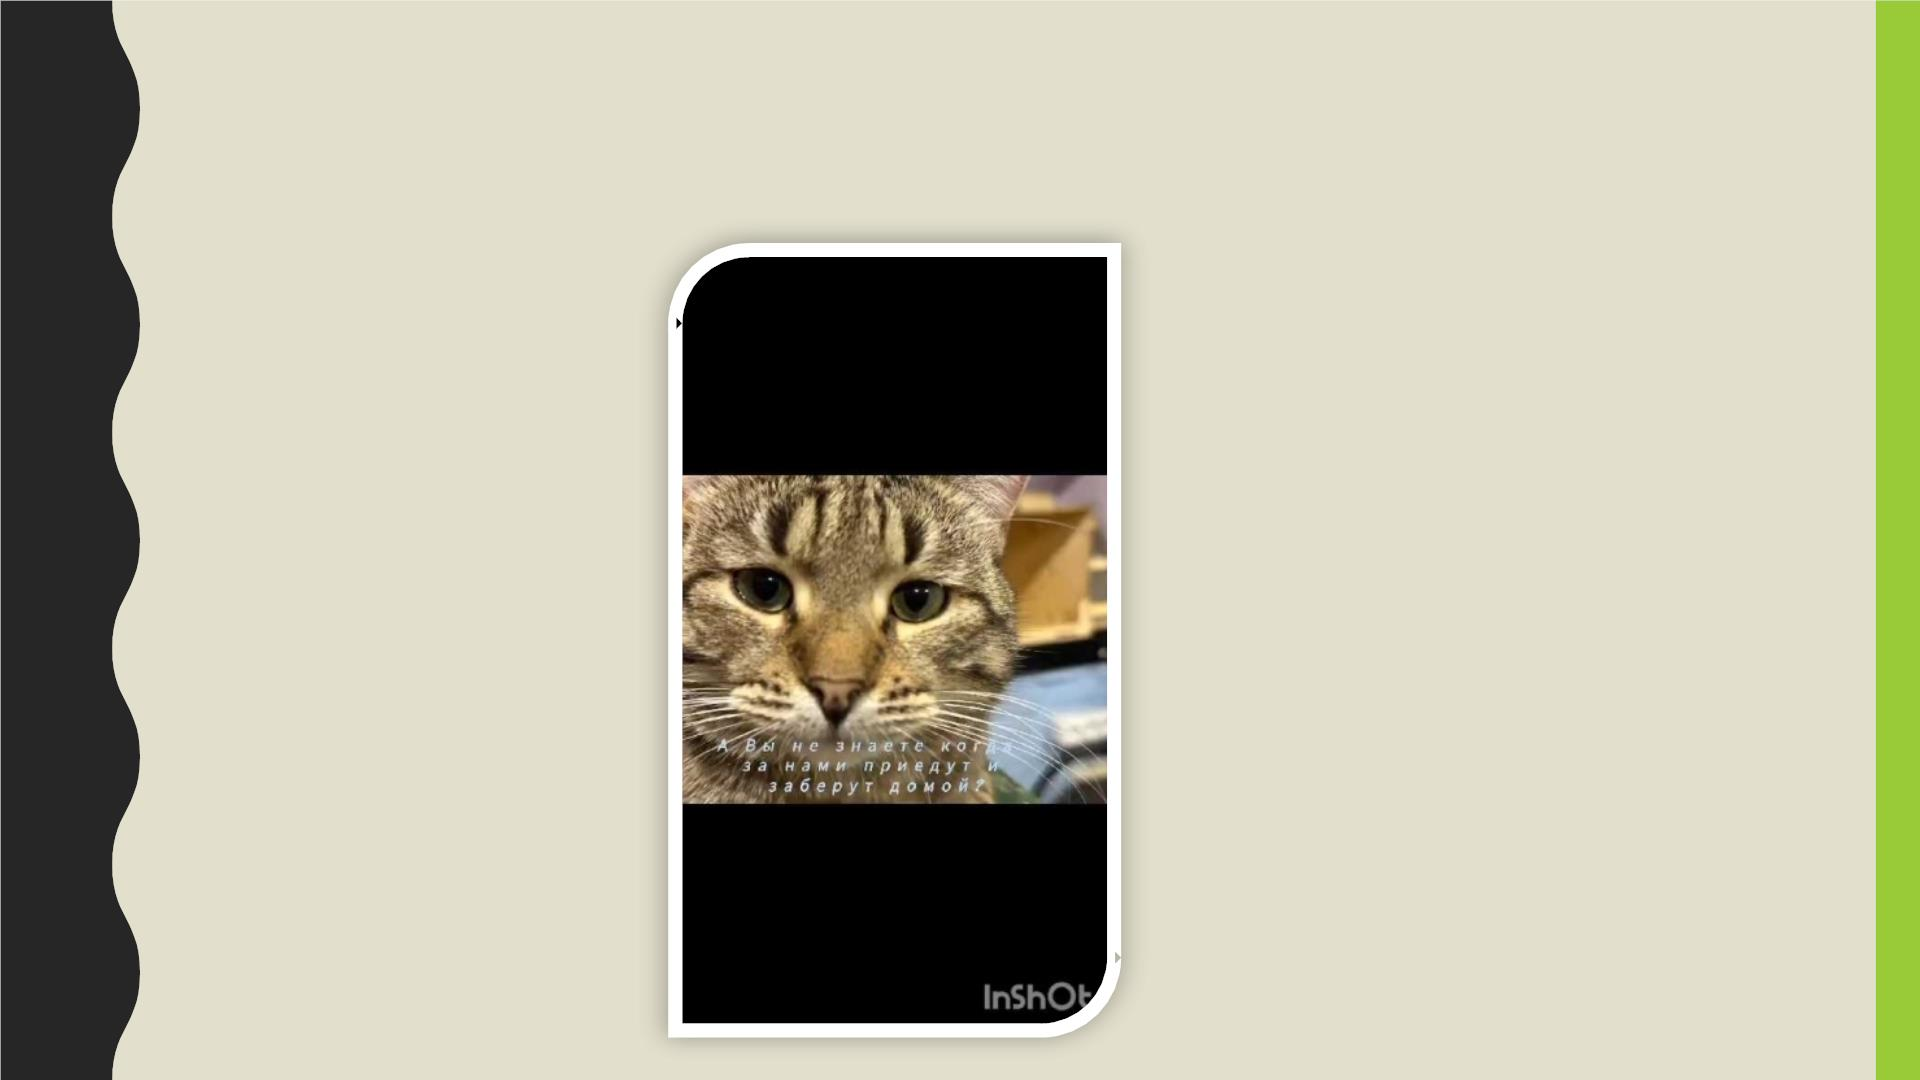 А Вы не знаете когда
за нами приедут и
заберут домой?
InShOt